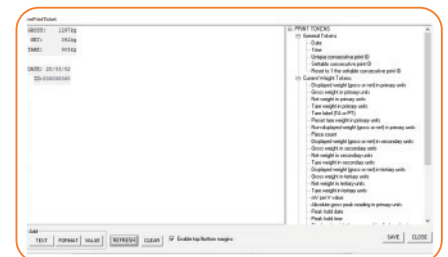 GROSS: 1297kg
NET: 392kg
TARE: 905kg
DATE: 20/03/02
ID:000000000
PRINT TOKENS
General Tokens
Date
Time
Unique consecutive print ID
Settable consecutive print ID
Reset to 1 the settable consecutive print ID
Current Weight Tokens
Displayed weight (gross or net) in primary units
Gross weight in primary units
Net weight in primary units
Tare weight in primary units
Tare label (TA or PT)
Preset tare weight in primary units
Non-displayed weight (gross or net) in primary units
Piece count
Displayed weight (gross or net) in secondary units
Gross weight in secondary units
Net weight in secondary units
Tare weight in secondary units
Displayed weight (gross or net) in tertiary units
Gross weight in tertiary units
Net weight in tertiary units
Tare weight in tertiary units
mV per V value
Absolute gross peak reading in primary units
Peak hold date
Peak hold time
Add
TEXT FORMAT VALUE REFRESH CLEAR Enable top/bottom margins SAVE CLOSE